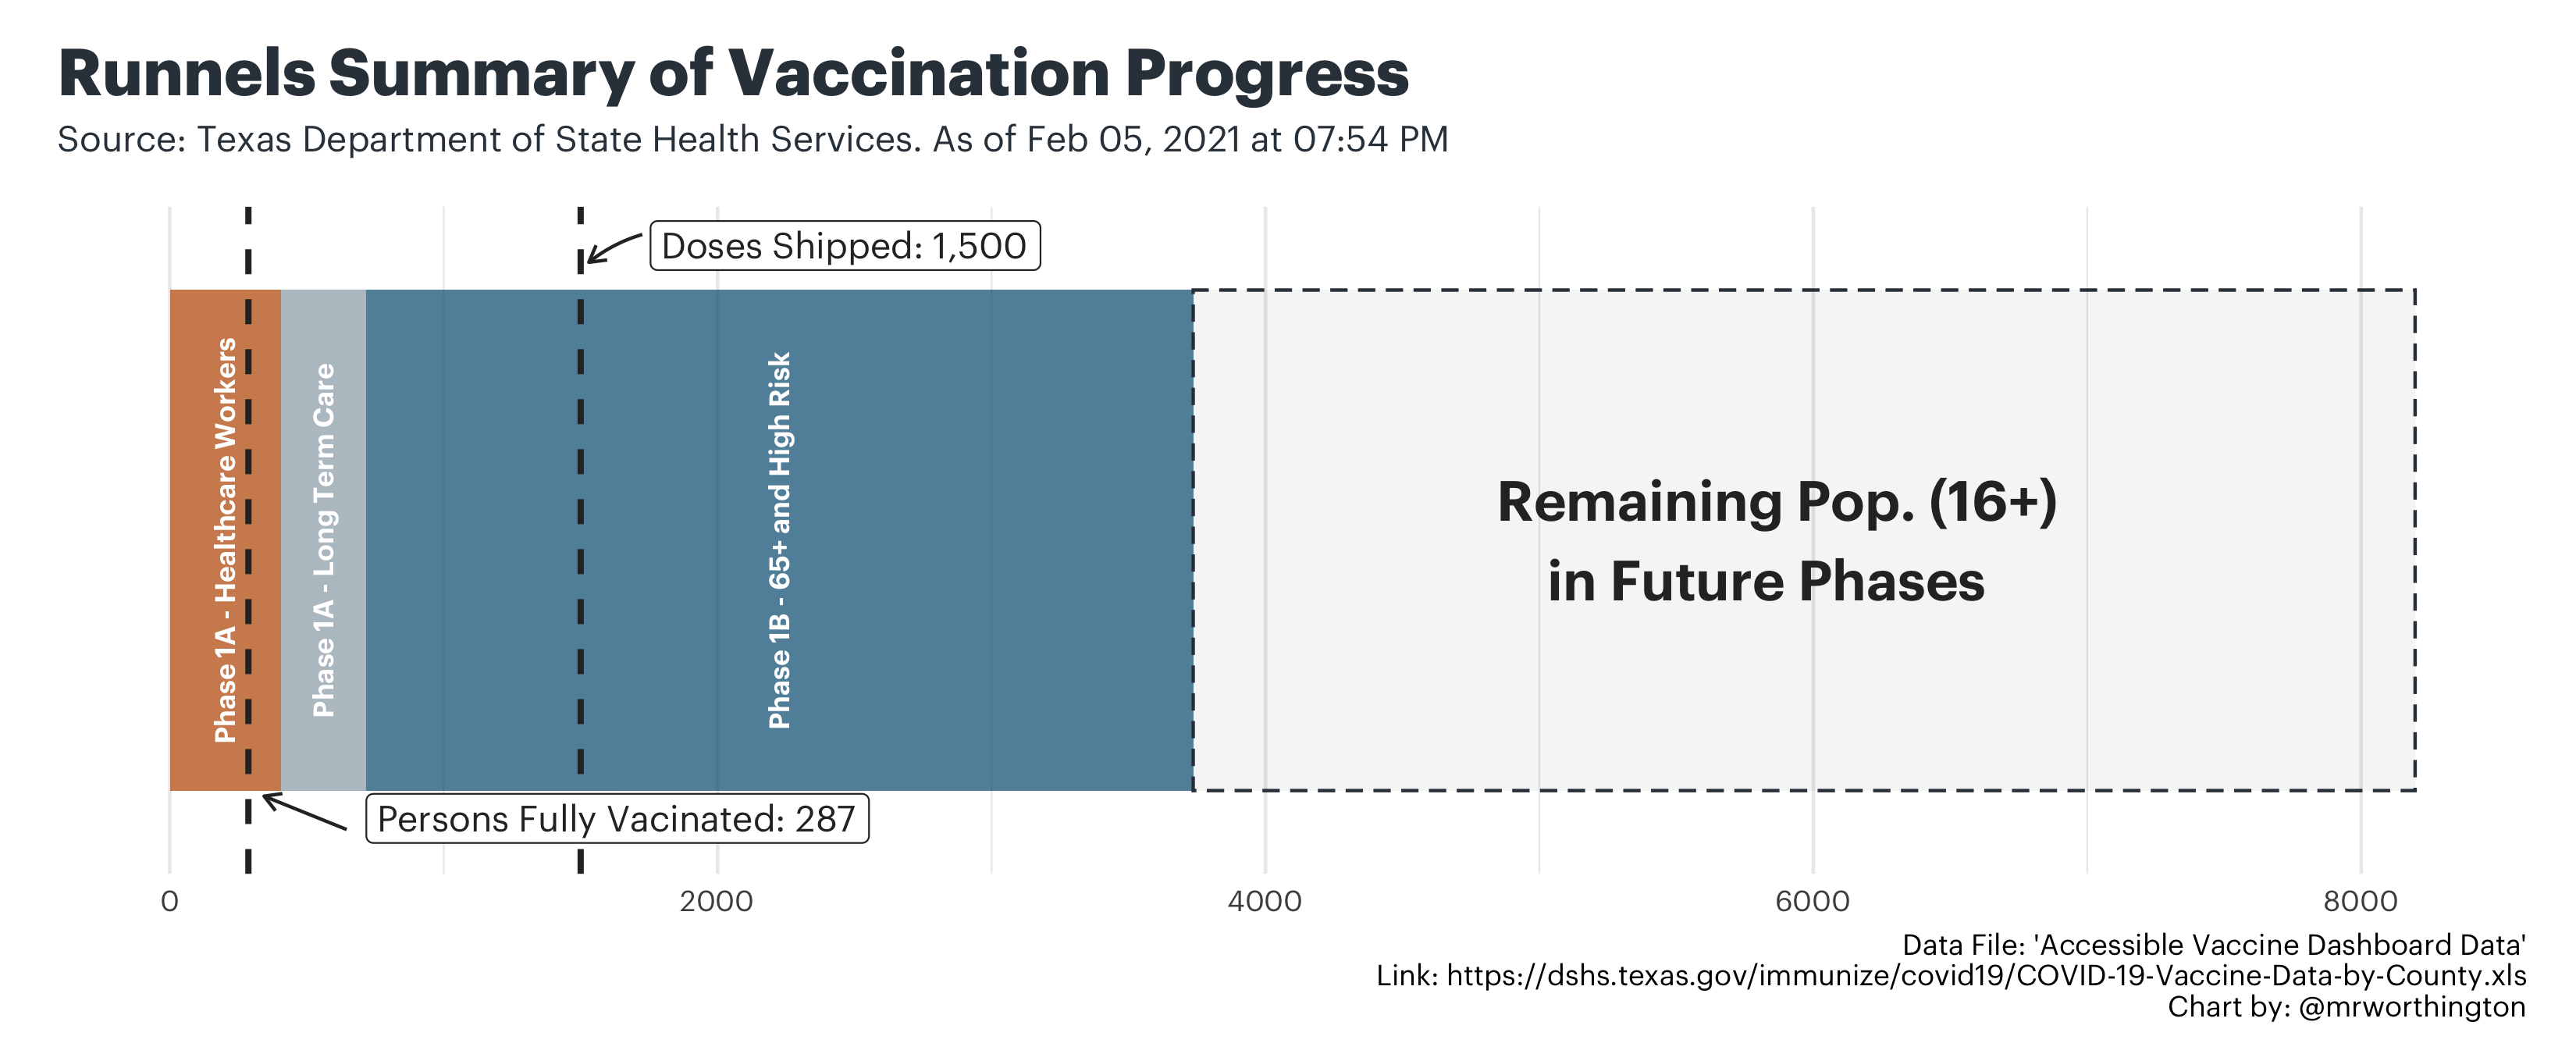 Runnels Summary of Vaccination Progress
Source: Texas Department of State Health Services. As of Feb 05, 2021 at 07:54 PM
Doses Shipped: 1,500
Phase 1A - Healthcare Workers
Phase 1A - Long Term Care
Phase 1B - 65+ and High Risk
Remaining Pop. (16+)
in Future Phases
Persons Fully Vacinated: 287
0
2000
4000
6000
8000
Data File: 'Accessible Vaccine Dashboard Data'
Link: https://dshs.texas.gov/immunize/covid19/COVID-19-Vaccine-Data-by-County.xls
Chart by: @mrworthington